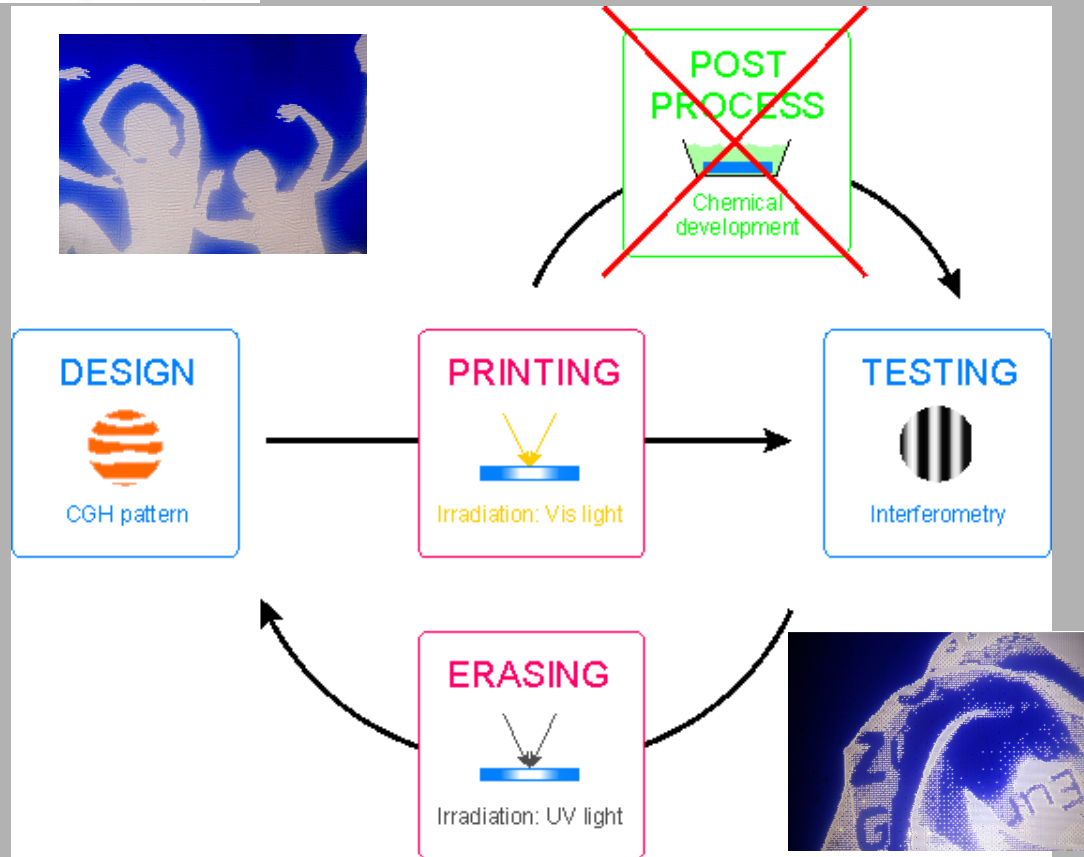 POST
PROCESS
Chemical
development
DESIGN
CGH pattern
PRINTING
Irradiation: Vis light
TESTING
Interferometry
ERASING
Irradiation: UV light